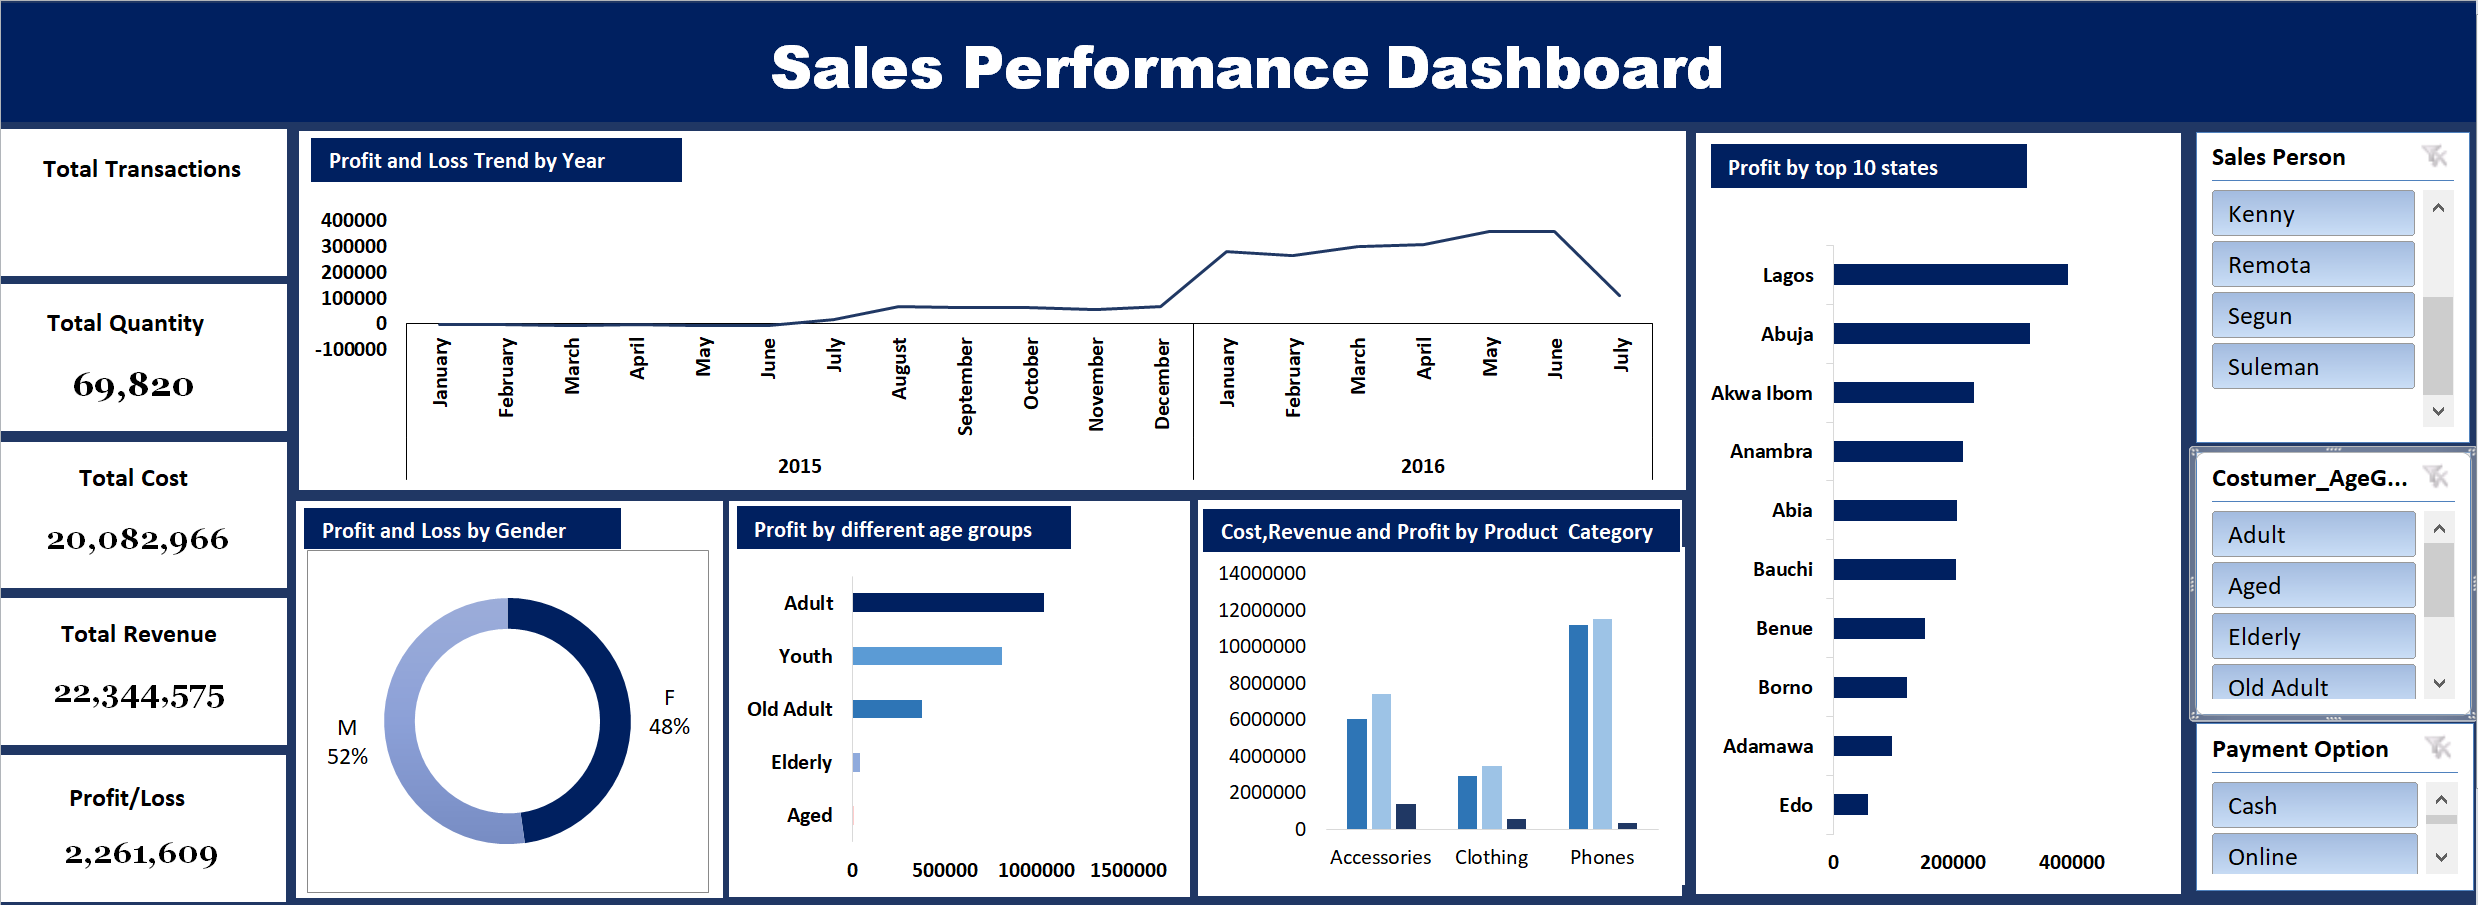 Sales Performance Dashboard
Total Transactions
Total Quantity
69,820
Total Cost
20,082,966
Total Revenue
22,344,575
Profit/Loss
2,261,609
Profit and Loss Trend by Year
400000
300000
200000
100000
0
-100000
January
February
March
April
May
June
July
August
September
October
November
December
January
February
March
April
May
June
July
2015
2016
Profit and Loss by Gender
F
48%
M
52%
Profit by different age groups
Adult
Youth
Old Adult
Elderly
Aged
0 500000 1000000 1500000
Cost,Revenue and Profit by Product Category
14000000
12000000
10000000
8000000
6000000
4000000
2000000
0
Accessories Clothing Phones
Profit by top 10 states
Lagos
Abuja
Akwa Ibom
Anambra
Abia
Bauchi
Benue
Borno
Adamawa
Edo
0 200000 400000
Sales Person
Kenny
Remota
Segun
Suleman
Costumer_AgeG...
Adult
Aged
Elderly
Old Adult
Payment Option
Cash
Online